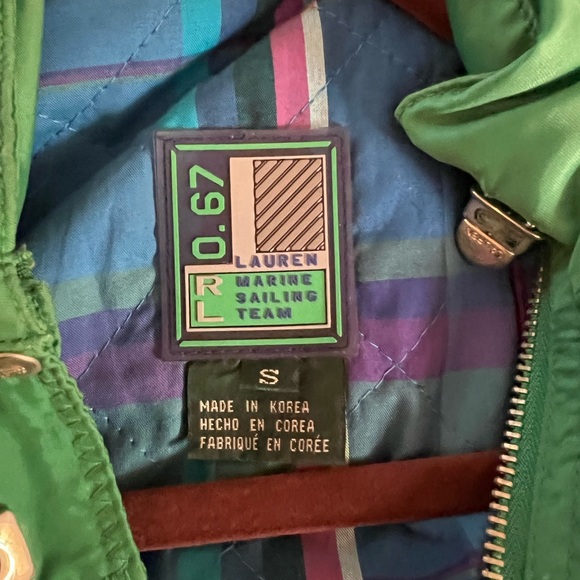 0.67
LAUREN
RL
MARINE
SAILING
TEAM
S
MADE IN KOREA
HECHO EN COREA
FABRIQUÉ EN CORÉE